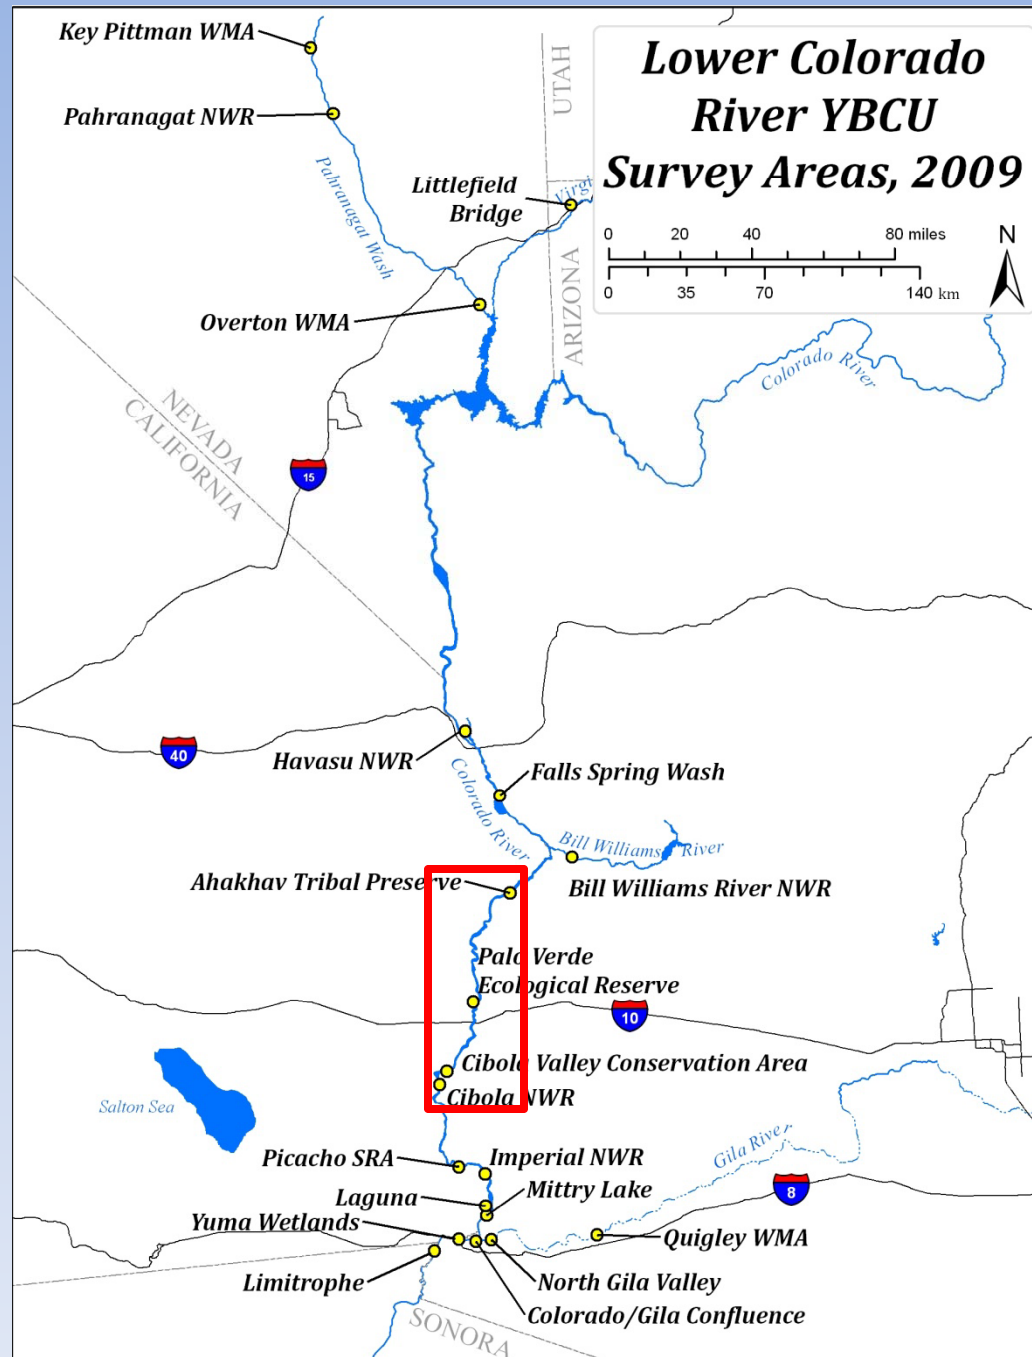 Lower Colorado
River YBCU
Survey Areas, 2009
0 20 40 80 miles
0 35 70 140 km
N
Key Pittman WMA
Pahranagat NWR
Pahranagat Wash
UTAH
Littlefield
Bridge
Virgi
ARIZONA
Overton WMA
Colorado River
NEVADA
CALIFORNIA
15
40
Havasu NWR
Colorado River
Falls Spring Wash
Bill Williams River
Ahakhav Tribal Preserve
Bill Williams River NWR
Palo Verde
Ecological Reserve
10
Cibola Valley Conservation Area
Cibola NWR
Salton Sea
Gila River
Picacho SRA
Imperial NWR
Laguna
Mittry Lake
8
Yuma Wetlands
Quigley WMA
Limitrophe
North Gila Valley
Colorado/Gila Confluence
SONORA